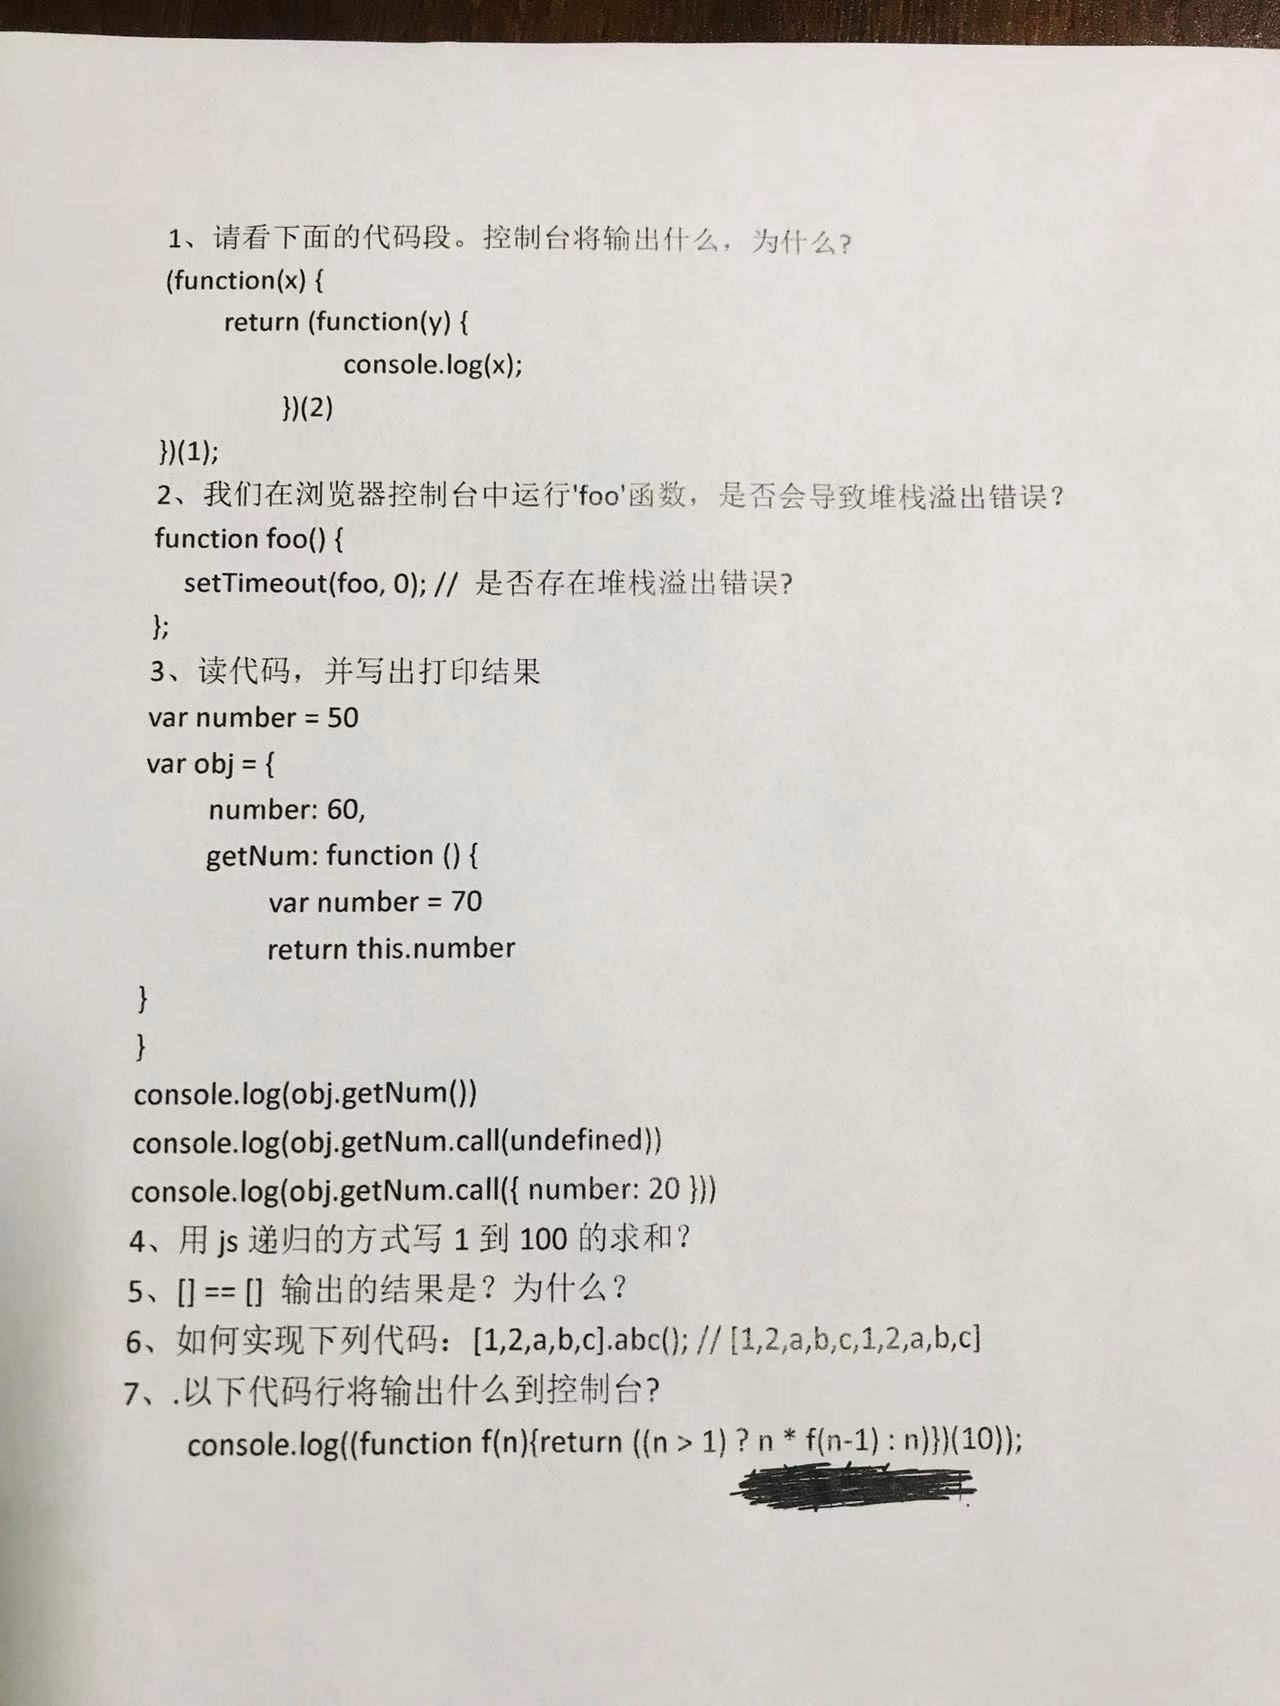 1、请看下面的代码段。控制台将输出什么，为什么?
(function(x) {
return (function(y) {
console.log(x);
})(2)
})(1);
2、我们在浏览器控制台中运行'foo'函数，是否会导致堆栈溢出错误?
function foo() {
setTimeout(foo, 0); // 是否存在堆栈溢出错误?
};
3、读代码，并写出打印结果
var number = 50
var obj = {
number: 60,
getNum: function () {
var number = 70
return this.number
}
}
console.log(obj.getNum())
console.log(obj.getNum.call(undefined))
console.log(obj.getNum.call({ number: 20 }))
4、用 js 递归的方式写 1 到 100 的求和?
5、[] == [] 输出的结果是? 为什么?
6、如何实现下列代码：[1,2,a,b,c].abc(); // [1,2,a,b,c,1,2,a,b,c]
7、.以下代码行将输出什么到控制台?
console.log((function f(n){return ((n > 1) ? n * f(n-1) : n)})(10));